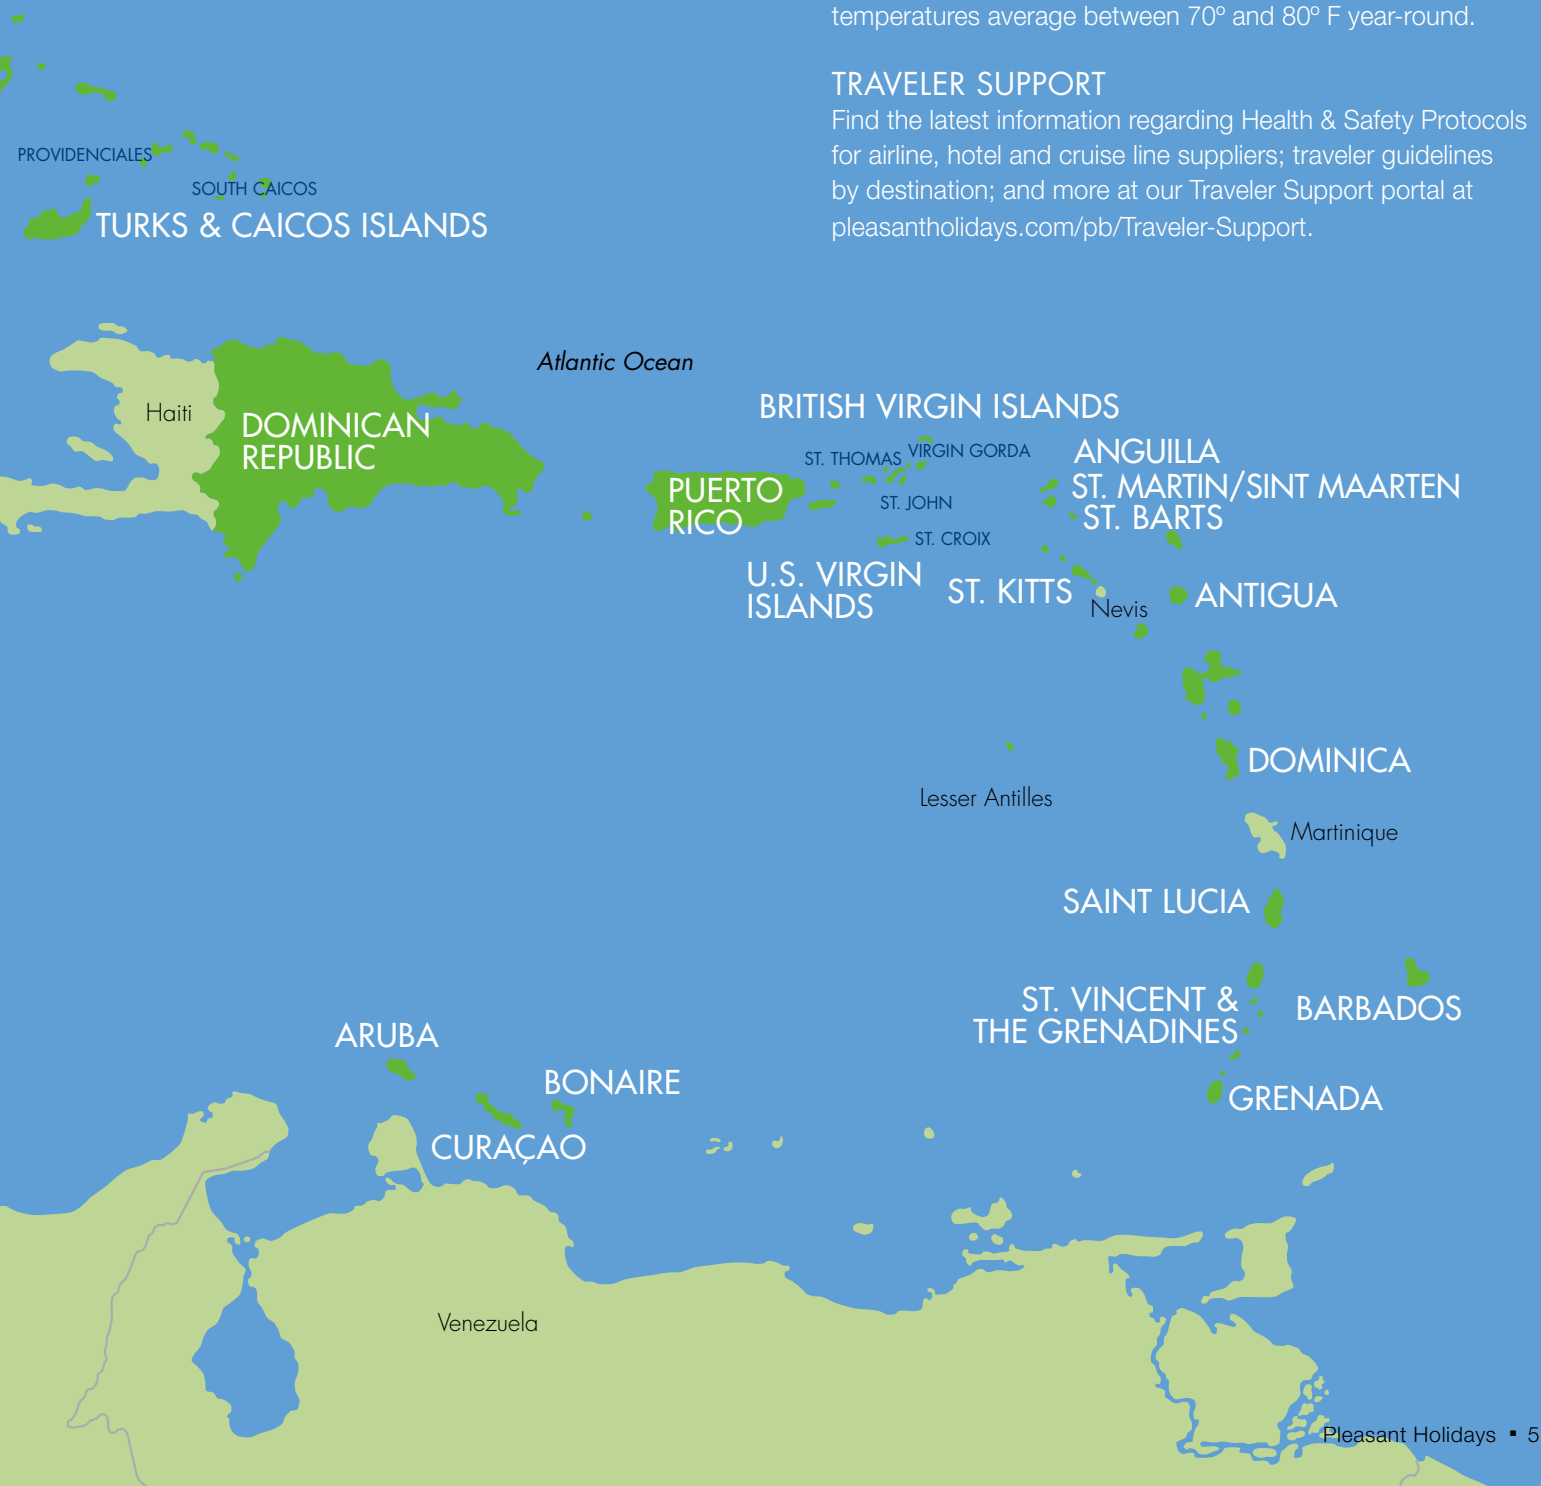 temperatures average between 70º and 80º F year-round.
TRAVELER SUPPORT
Find the latest information regarding Health & Safety Protocols
for airline, hotel and cruise line suppliers; traveler guidelines
by destination; and more at our Traveler Support portal at
pleasantholidays.com/pb/Traveler-Support.
PROVIDENCIALES
SOUTH CAICOS
TURKS & CAICOS ISLANDS
Atlantic Ocean
Haiti
DOMINICAN
REPUBLIC
BRITISH VIRGIN ISLANDS
ST. THOMAS
VIRGIN GORDA
ANGUILLA
PUERTO
RICO
ST. JOHN
ST. MARTIN/SINT MAARTEN
ST. BARTS
ST. CROIX
U.S. VIRGIN
ISLANDS
ST. KITTS
Nevis
ANTIGUA
DOMINICA
Lesser Antilles
Martinique
SAINT LUCIA
ST. VINCENT &
THE GRENADINES
BARBADOS
ARUBA
BONAIRE
CURAÇAO
GRENADA
Venezuela
Pleasant Holidays ▪ 5